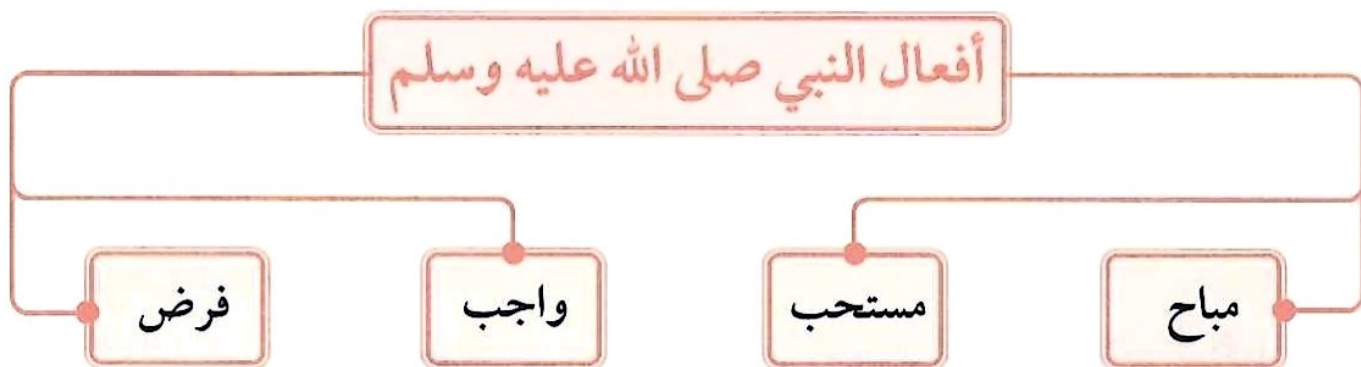 أفعال النبي صلى الله عليه وسلم
مباح
مستحب
واجب
فرض